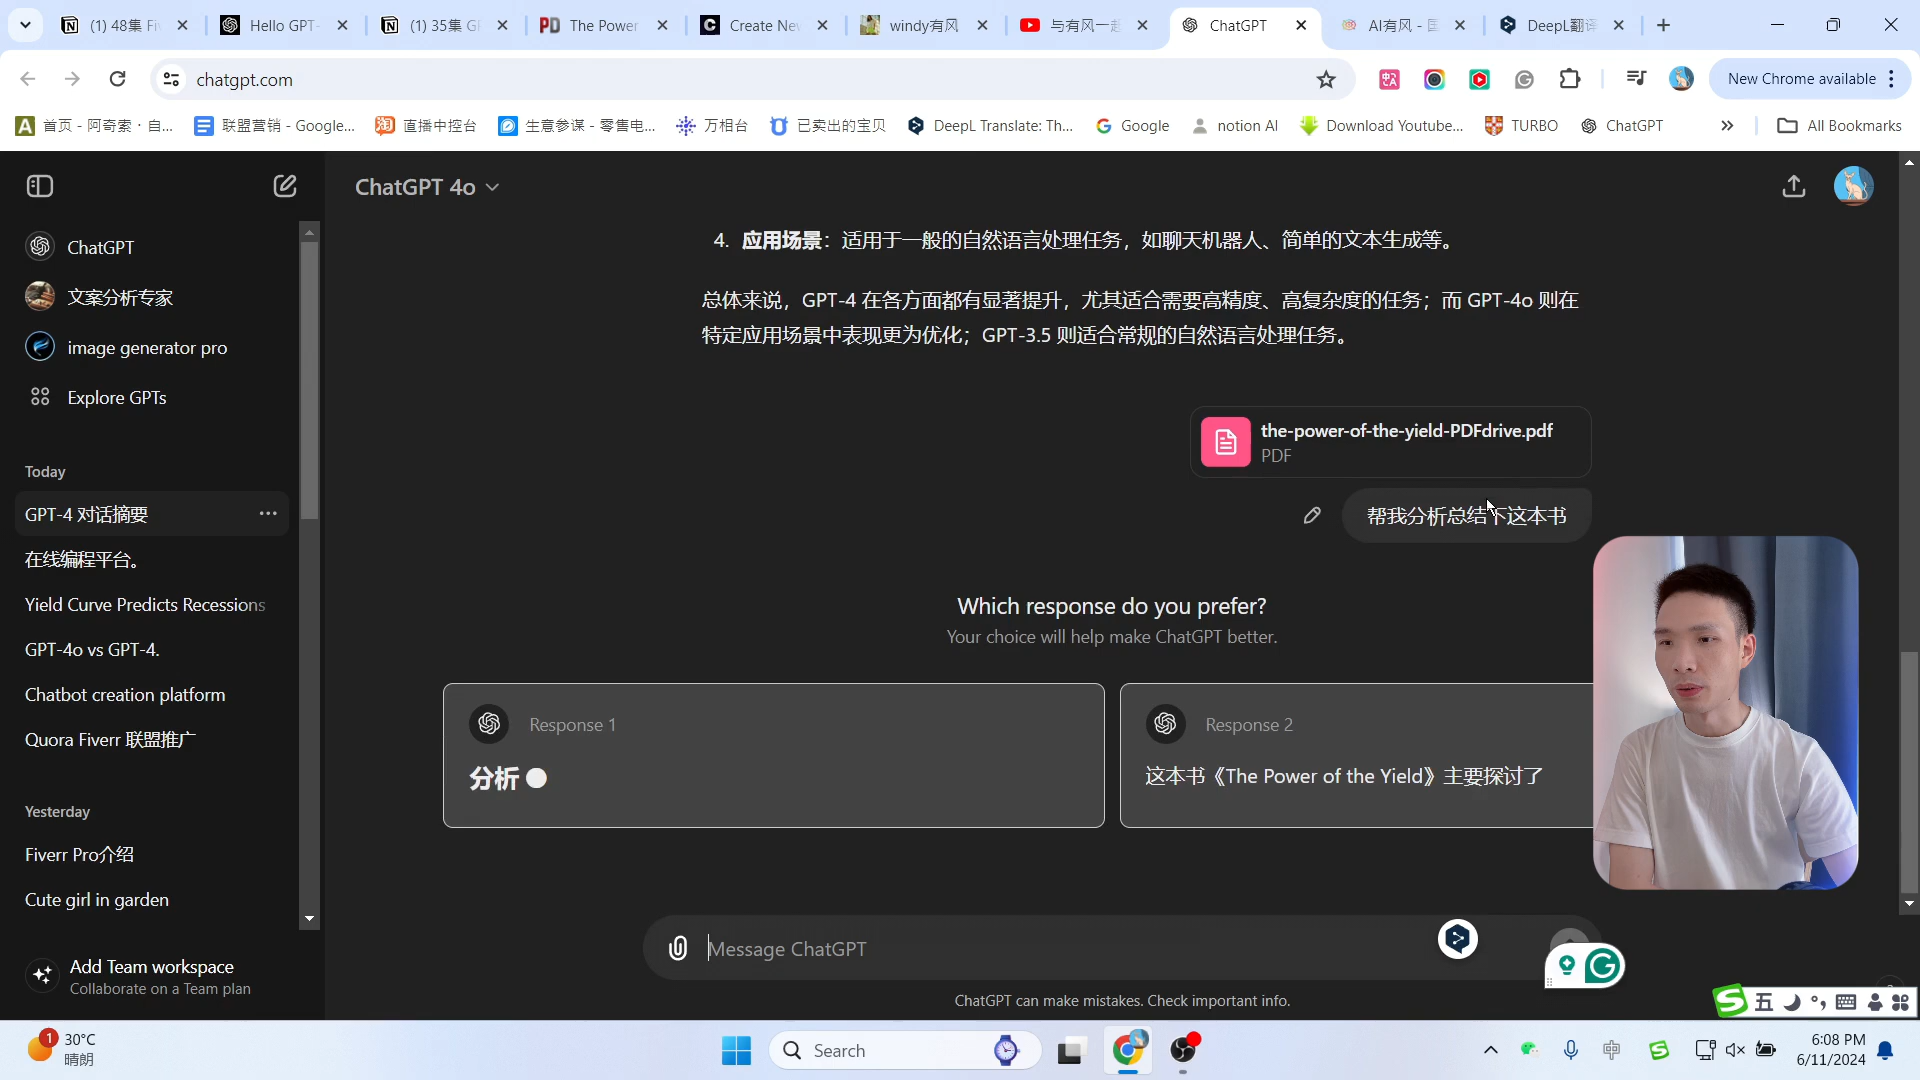 (1) 48集 Fiv
Hello GPT-
(1) 35集 G
The Power
Create Ne
windy有风
与有风一起
ChatGPT
AI有风 - 国
DeepL翻译
chatgpt.com
New Chrome available
首页 - 阿奇索 · 自...
联盟营销 - Google...
直播中控台
生意参谋 - 零售电...
万相台
已卖出的宝贝
DeepL Translate: Th...
Google
notion AI
Download Youtube...
TURBO
ChatGPT
All Bookmarks
ChatGPT 4o
ChatGPT
文案分析专家
image generator pro
Explore GPTs
Today
GPT-4 对话摘要
在线编程平台。
Yield Curve Predicts Recessions
GPT-4o vs GPT-4.
Chatbot creation platform
Quora Fiverr 联盟推广
Yesterday
Fiverr Pro介绍
Cute girl in garden
Add Team workspace
Collaborate on a Team plan
4. 应用场景：适用于一般的自然语言处理任务，如聊天机器人、简单的文本生成等。
总体来说，GPT-4 在各方面都有显著提升，尤其适合需要高精度、高复杂度的任务；而 GPT-4o 则在
特定应用场景中表现更为优化；GPT-3.5 则适合常规的自然语言处理任务。
the-power-of-the-yield-PDFdrive.pdf
PDF
帮我分析总结下这本书
Which response do you prefer?
Your choice will help make ChatGPT better.
Response 1
分析
Response 2
这本书《The Power of the Yield》主要探讨了
Message ChatGPT
ChatGPT can make mistakes. Check important info.
五
1
30°C
晴朗
Search
中
6:08 PM
6/11/2024